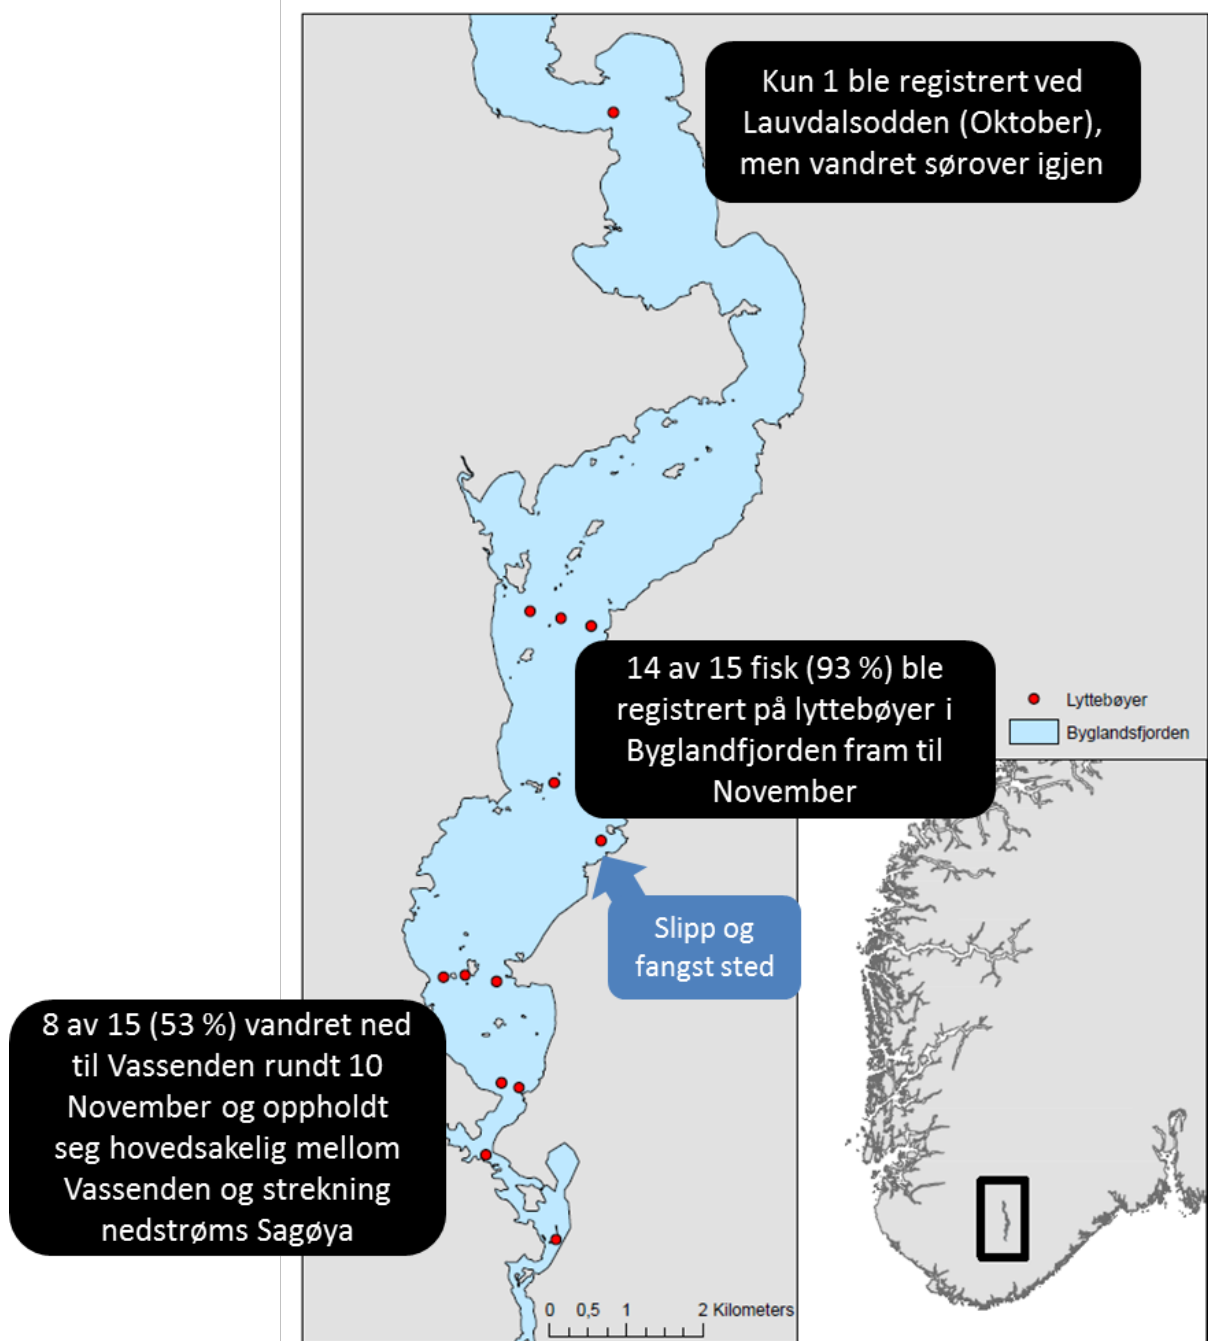 Kun 1 ble registrert ved
Lauvdalsodden (Oktober),
men vandret sørover igjen
14 av 15 fisk (93 %) ble
registrert på lyttebøyer i
Byglandfjorden fram til
November
Lyttebøyer
Byglandsfjorden
Slipp og
fangst sted
8 av 15 (53 %) vandret ned
til Vassenden rundt 10
November og oppholdt
seg hovedsakelig mellom
Vassenden og strekning
nedstrøms Sagøya
0 0,5 1 2 Kilometers